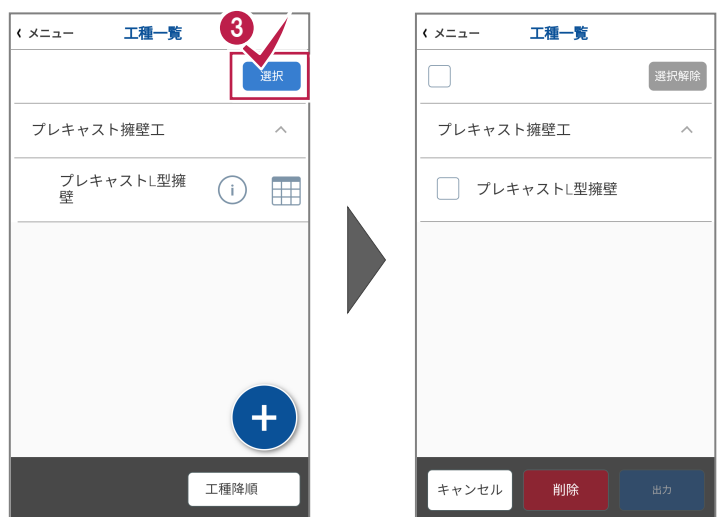 ‹ メニュー 工種一覧
3
選択
プレキャスト擁壁工
プレキャストL型擁
壁
i
+
工種降順
‹ メニュー 工種一覧
選択解除
プレキャスト擁壁工
プレキャストL型擁壁
キャンセル 削除 出力